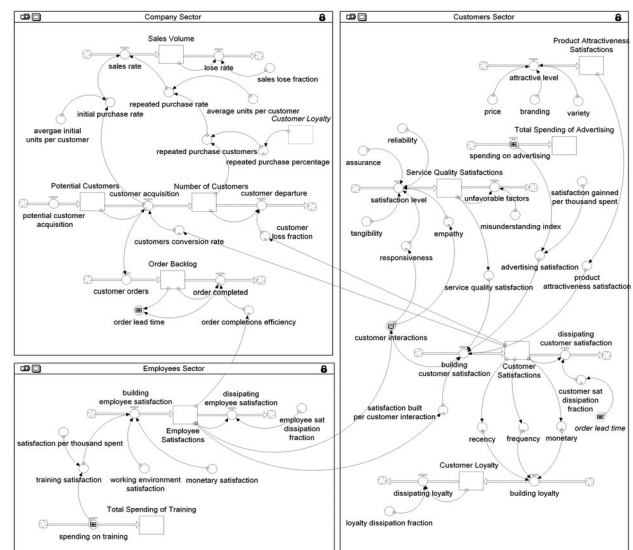 Company Sector
Sales Volume
sales rate
lose rate
sales lose fraction
repeated purchase rate
initial purchase rate
average units per customer
avergae initial
units per customer
Customer Loyalty
repeated purchase customers
repeated purchase percentage
Potential Customers
customer acquisition
Number of Customers
customer departure
potential customer
acquisition
customer
loss fraction
customers conversion rate
Order Backlog
customer orders
order completed
order lead time
order completions efficiency
Employees Sector
building
employee satisfaction
dissipating
employee satisfaction
Employee
Satisfactions
employee sat
dissipation
fraction
satisfaction per thousand spent
training satisfaction
working environment
satisfaction
monetary satisfaction
Total Spending of Training
spending on training
Customers Sector
Product Attractiveness
Satisfactions
attractive level
price
branding
variety
reliability
Total Spending of Advertising
assurance
spending on advertising
Service Quality Satisfactions
satisfaction gainned
per thousand spent
satisfaction level
unfavorable factors
tangibility
empathy
misunderstanding index
responsiveness
advertising satisfaction
service quality satisfaction
product
attractiveness satisfaction
customer interactions
dissipating
customer satisfaction
building
customer satisfaction
Customer
Satisfactions
customer sat
dissipation
fraction
satisfaction built
per customer interaction
order lead time
recency
frequency
monetary
Customer Loyalty
dissipating loyalty
building loyalty
loyalty dissipation fraction